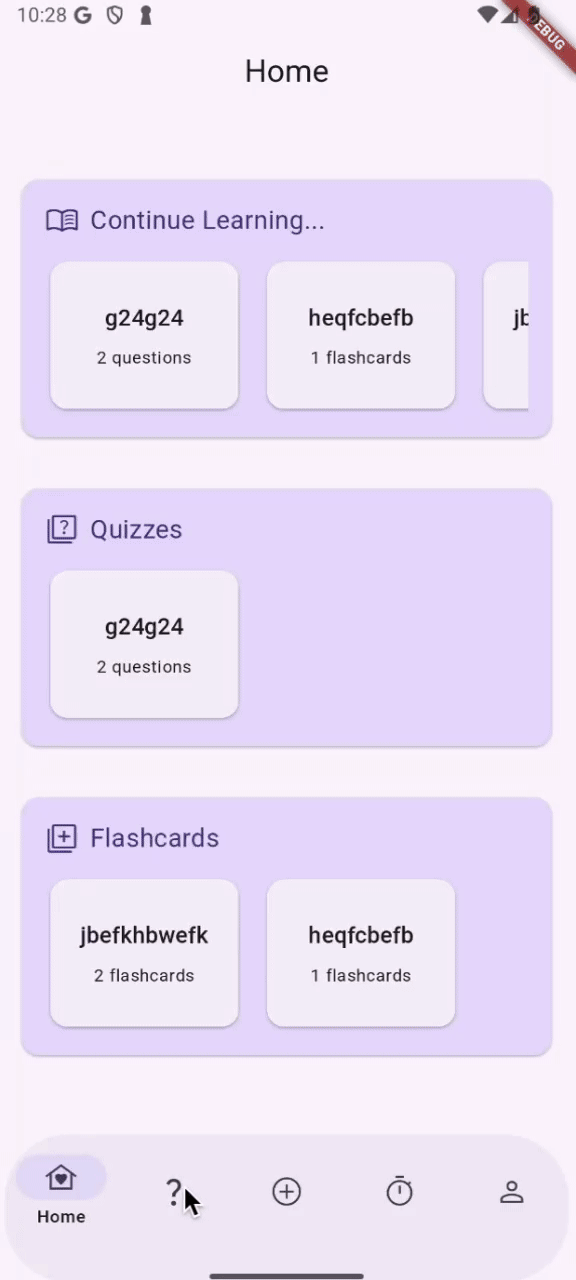 10:28
DEBUG
Home
Continue Learning...
g24g24
2 questions
heqfcbefb
1 flashcards
jb
Quizzes
g24g24
2 questions
Flashcards
jbefkhbwefk
2 flashcards
heqfcbefb
1 flashcards
Home